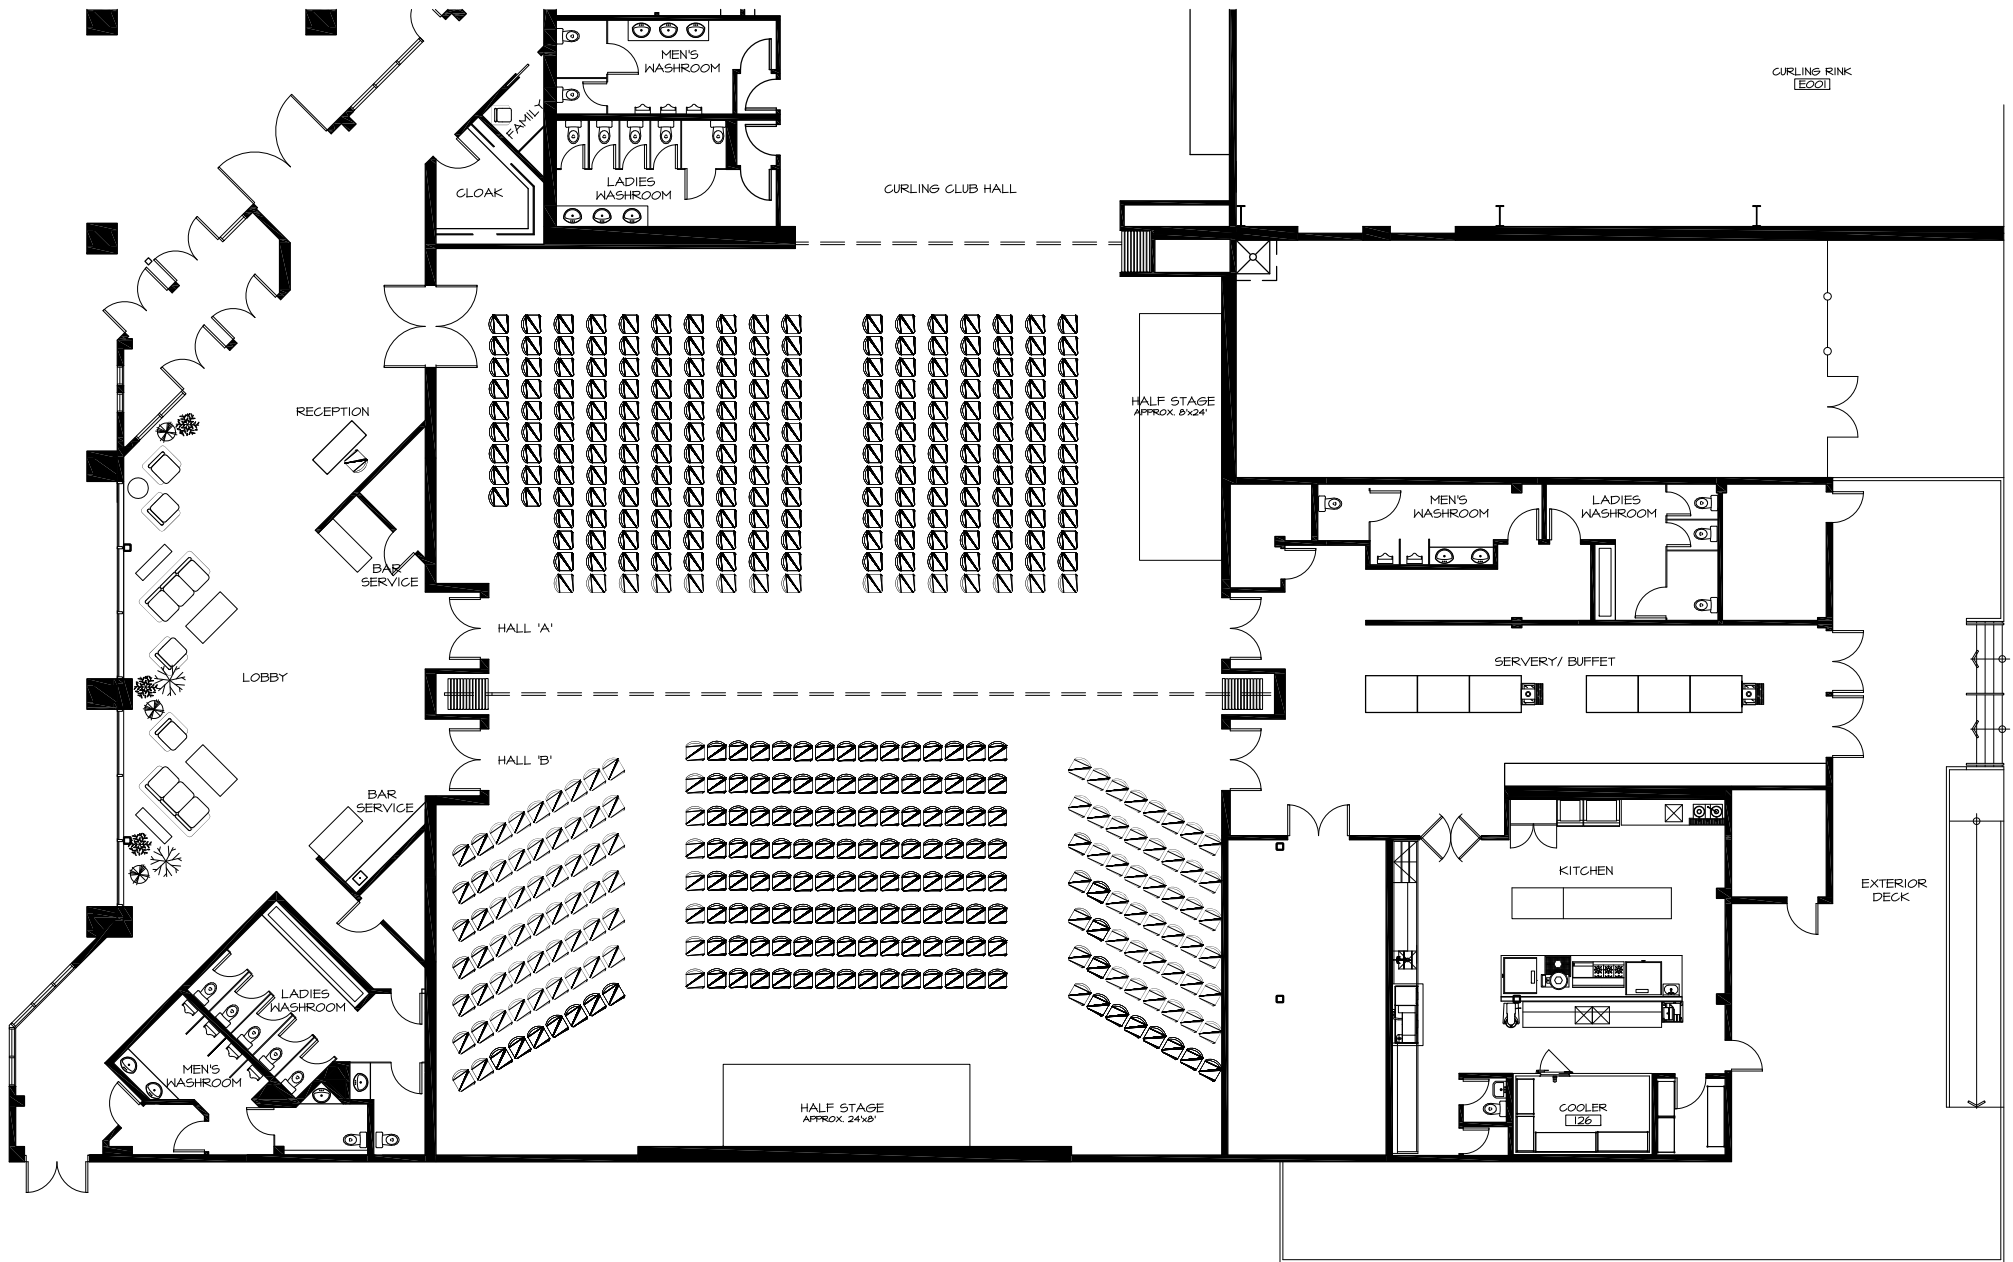 MEN'S
WASHROOM
CURLING RINK
E001
FAMILY
CLOAK
LADIES
WASHROOM
CURLING CLUB HALL
RECEPTION
HALF STAGE
APPROX. 8'x24'
MEN'S
WASHROOM
LADIES
WASHROOM
BAR
SERVICE
HALL 'A'
SERVERY/ BUFFET
LOBBY
HALL 'B'
BAR
SERVICE
KITCHEN
EXTERIOR
DECK
LADIES
WASHROOM
MEN'S
WASHROOM
HALF STAGE
APPROX. 24'x8'
COOLER
126